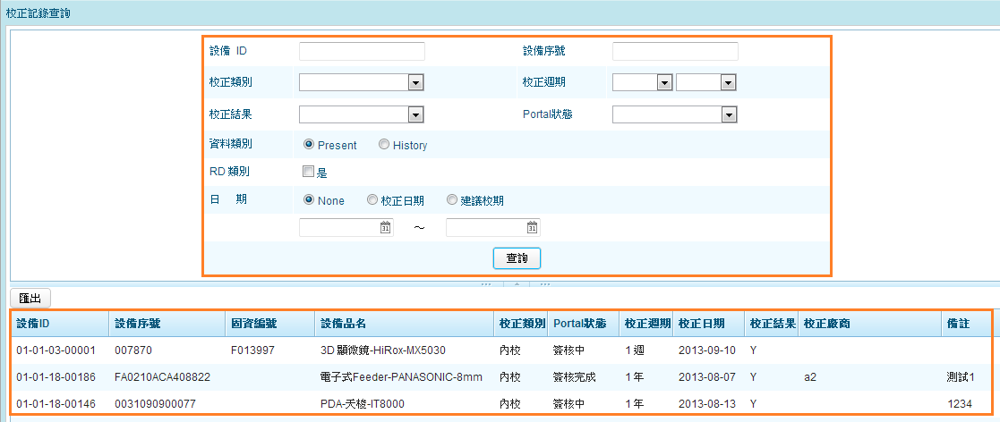 校正記錄查詢
設備 ID 設備序號
校正類別 校正週期
校正結果 Portal狀態
資料類別 Present History
RD 類別 是
日 期 None 校正日期 建議校期
31 ～ 31
查詢
匯出
設備ID 設備序號 固資編號 設備品名 校正類別 Portal狀態 校正週期 校正日期 校正結果 校正廠商 備註
01-01-03-00001 007870 F013997 3D 顯微鏡-HiRox-MX5030 內校 簽核中 1 週 2013-09-10 Y
01-01-18-00186 FA0210ACA408822 電子式Feeder-PANASONIC-8mm 內校 簽核完成 1 年 2013-08-07 Y a2 測試1
01-01-18-00146 0031090900077 PDA-天梭-IT8000 內校 簽核中 1 年 2013-08-13 Y 1234